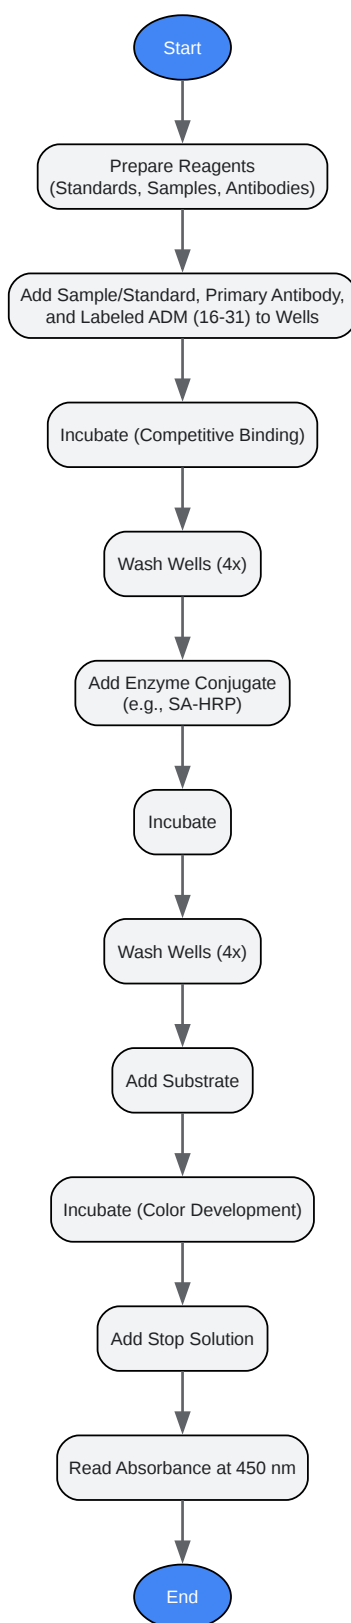 Start
Prepare Reagents
(Standards, Samples, Antibodies)
Add Sample/Standard, Primary Antibody,
and Labeled ADM (16-31) to Wells
Incubate (Competitive Binding)
Wash Wells (4x)
Add Enzyme Conjugate
(e.g., SA-HRP)
Incubate
Wash Wells (4x)
Add Substrate
Incubate (Color Development)
Add Stop Solution
Read Absorbance at 450 nm
End